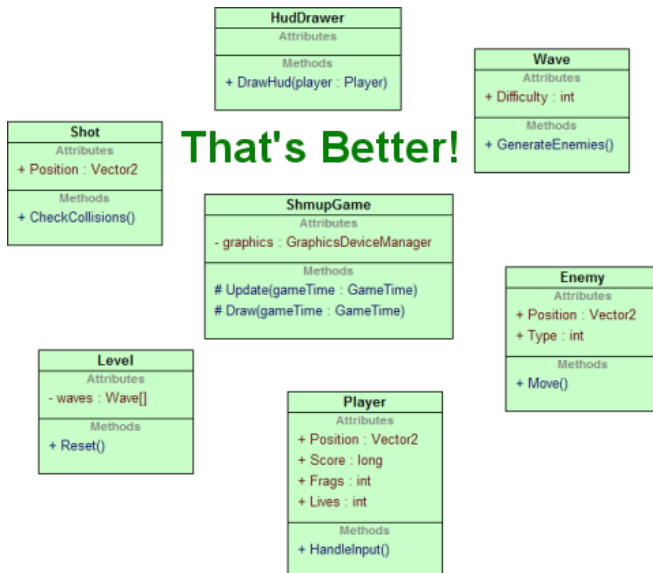 HudDrawer
Attributes
Methods
+ DrawHud(player : Player)
Wave
Attributes
+ Difficulty : int
Methods
+ GenerateEnemies()
Shot
Attributes
+ Position : Vector2
Methods
+ CheckCollisions()
That's Better!
ShmupGame
Attributes
- graphics : GraphicsDeviceManager
Methods
# Update(gameTime : GameTime)
# Draw(gameTime : GameTime)
Enemy
Attributes
+ Position : Vector2
+ Type : int
Methods
+ Move()
Level
Attributes
- waves : Wave[]
Methods
+ Reset()
Player
Attributes
+ Position : Vector2
+ Score : long
+ Frags : int
+ Lives : int
Methods
+ HandleInput()